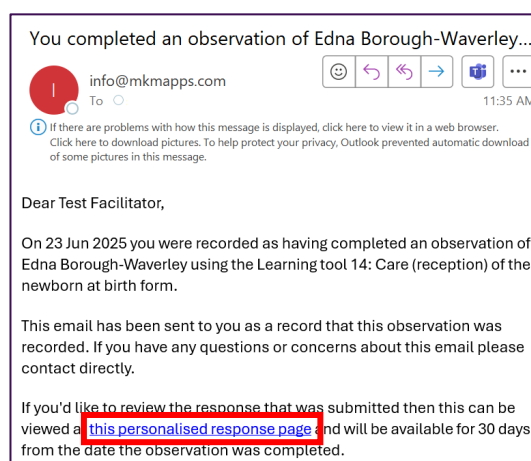 You completed an observation of Edna Borough-Waverley...
I
info@mkmapps.com
To
11:35 AM
If there are problems with how this message is displayed, click here to view it in a web browser.
Click here to download pictures. To help protect your privacy, Outlook prevented automatic download
of some pictures in this message.
Dear Test Facilitator,
On 23 Jun 2025 you were recorded as having completed an observation of
Edna Borough-Waverley using the Learning tool 14: Care (reception) of the
newborn at birth form.
This email has been sent to you as a record that this observation was
recorded. If you have any questions or concerns about this email please
contact directly.
If you'd like to review the response that was submitted then this can be
viewed a this personalised response page and will be available for 30 days
from the date the observation was completed.